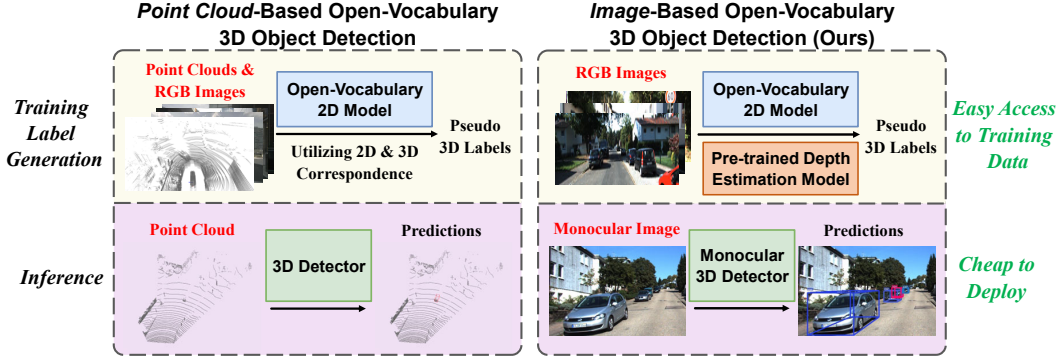 Point Cloud-Based Open-Vocabulary
3D Object Detection
Image-Based Open-Vocabulary
3D Object Detection (Ours)
Training
Label
Generation
Point Clouds &
RGB Images
Open-Vocabulary
2D Model
Utilizing 2D & 3D
Correspondence
Pseudo
3D Labels
RGB Images
Open-Vocabulary
2D Model
Pre-trained Depth
Estimation Model
Pseudo
3D Labels
Easy Access
to Training
Data
Inference
Point Cloud
3D Detector
Predictions
Monocular Image
Monocular
3D Detector
Predictions
Cheap to
Deploy